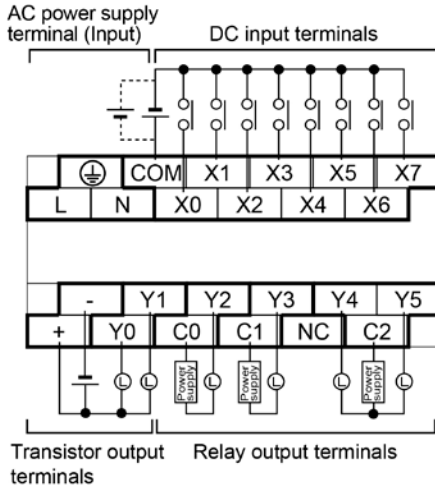 AC power supply
terminal (Input)
DC input terminals
COM X1 X3 X5 X7
L N X0 X2 X4 X6
- Y1 Y2 Y3 Y4 Y5
+ Y0 C0 C1 NC C2
L L Power supply L Power supply L L Power supply L
Transistor output
terminals
Relay output terminals